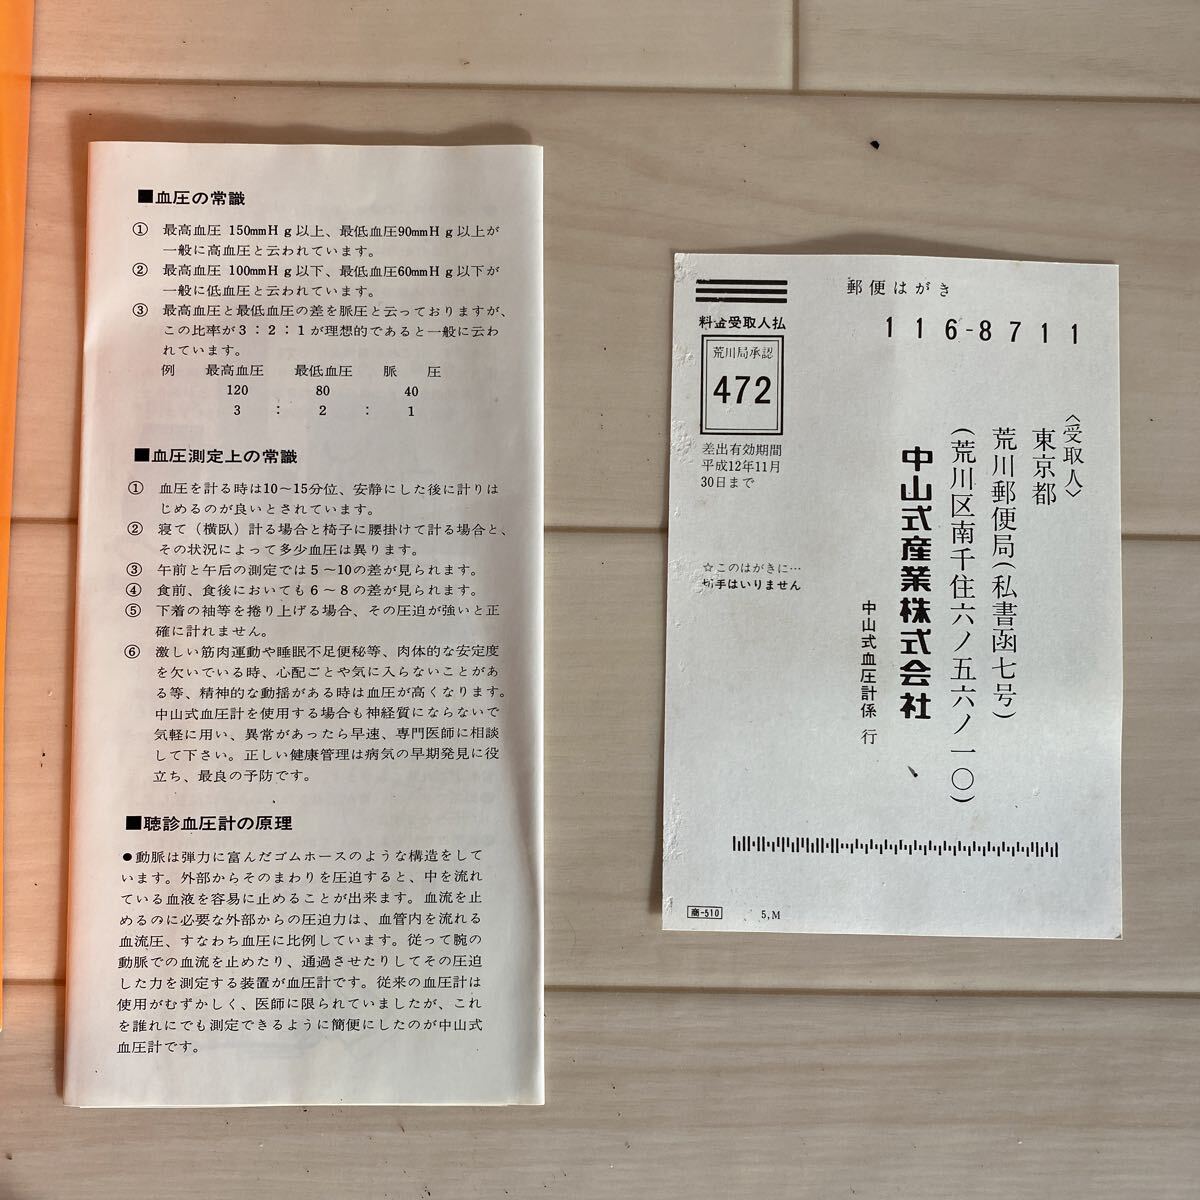 ■血圧の常識
① 最高血圧 150mmHg以上、最低血圧90mmHg以上が
一般に高血圧と云われています。
② 最高血圧 100mmHg以下、最低血圧60mmHg以下が
一般に低血圧と云われています。
③ 最高血圧と最低血圧の差を脈圧と云っておりますが、
この比率が3：2：1が理想的であると一般に云わ
れています。
例 最高血圧 最低血圧 脈 圧
120 80 40
3 : 2 : 1
■血圧測定上の常識
① 血圧を計る時は10～15分位、安静にした後に計りは
じめるのが良いとされています。
② 寝て（横臥）計る場合と椅子に腰掛けて計る場合と、
その状況によって多少血圧は異ります。
③ 午前と午后の測定では5～10の差が見られます。
④ 食前、食後においても6～8の差が見られます。
⑤ 下着の袖等を捲り上げる場合、その圧迫が強いと正
確に計れません。
⑥ 激しい筋肉運動や睡眠不足便秘等、肉体的な安定度
を欠いている時、心配ごとや気に入らないことがあ
る等、精神的な動揺がある時は血圧が高くなります。
中山式血圧計を使用する場合も神経質にならないで
気軽に用い、異常があったら早速、専門医師に相談
して下さい。正しい健康管理は病気の早期発見に役
立ち、最良の予防です。
■聴診血圧計の原理
●動脈は弾力に富んだゴムホースのような構造をして
います。外部からそのまわりを圧迫すると、中を流れ
ている血液を容易に止めることが出来ます。血流を止
めるのに必要な外部からの圧迫力は、血管内を流れる
血流圧、すなわち血圧に比例しています。従って腕の
動脈での血流を止めたり、通過させたりしてその圧迫
した力を測定する装置が血圧計です。従来の血圧計は
使用がむずかしく、医師に限られていましたが、これ
を誰れにでも測定できるように簡便にしたのが中山式
血圧計です。
郵便はがき
料金受取人払
荒川局承認
472
差出有効期間
平成12年11月
30日まで
☆このはがきに…
切手はいりません
116-8711
〈受取人〉
東京都
荒川郵便局(私書函七号)
(荒川区南千住六ノ五六ノ一〇)
中山式産業株式会社
中山式血圧計係 行
商-510
5,M